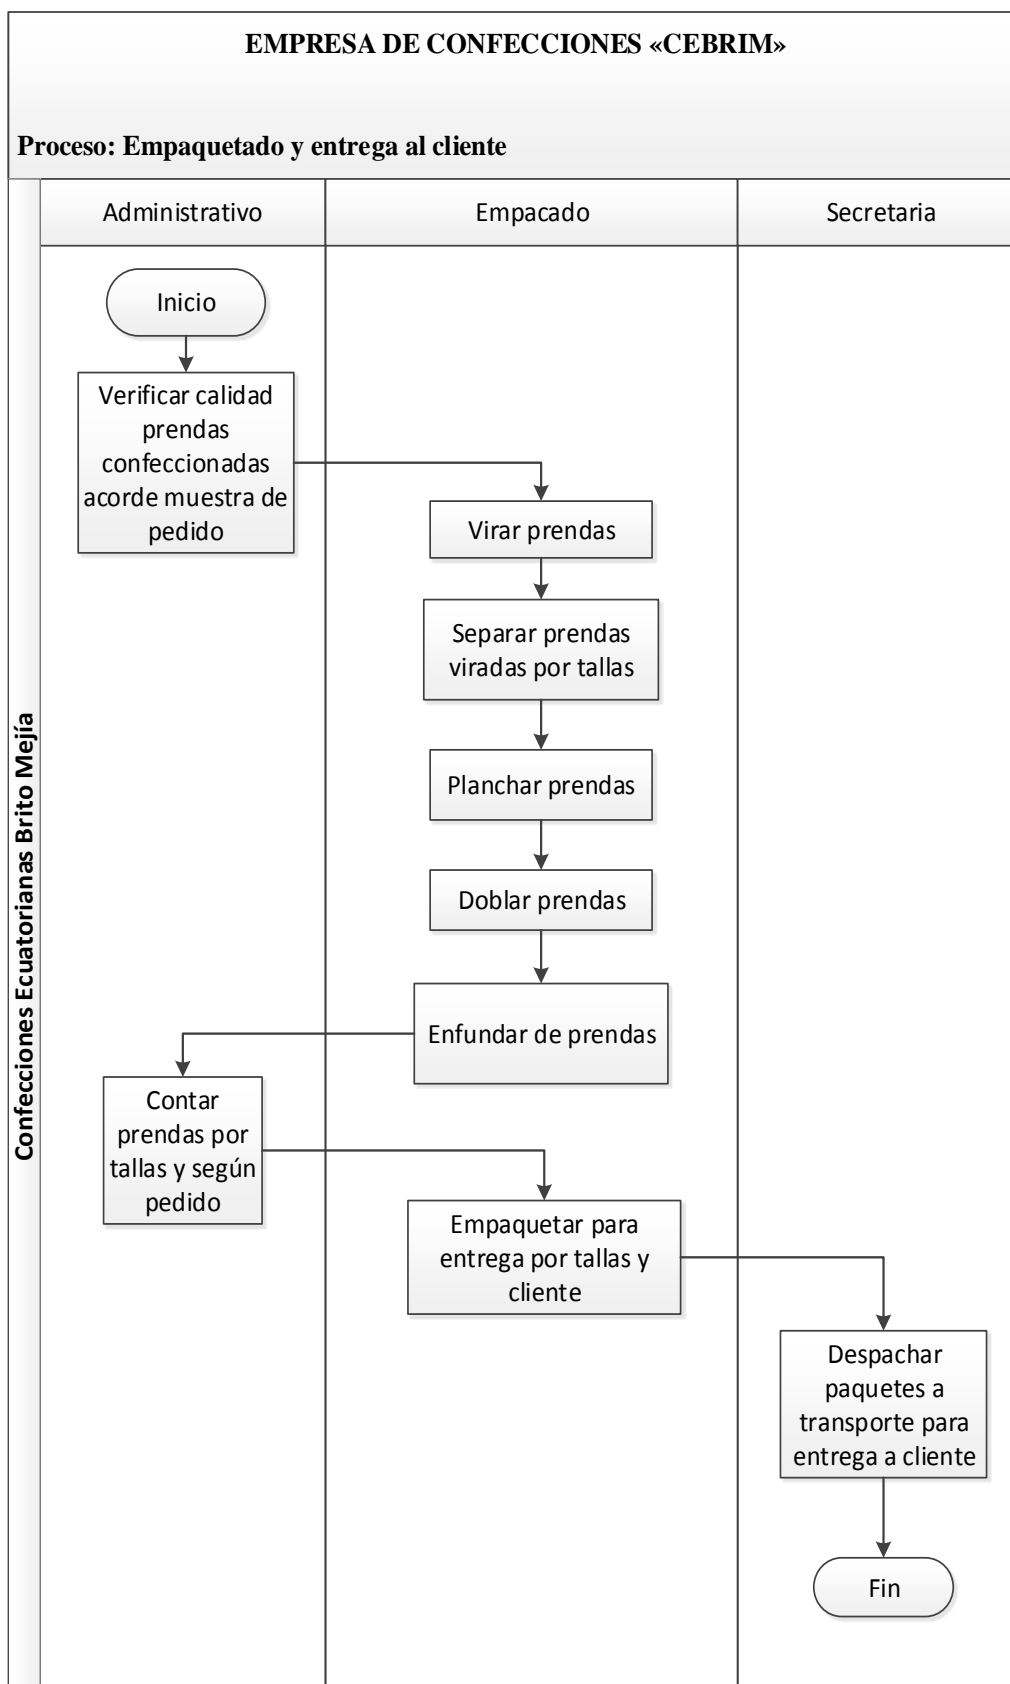 EMPRESA DE CONFECCIONES «CEBRIM»
Proceso: Empaquetado y entrega al cliente
Confecciones Ecuatorianas Brito Mejía
Administrativo
Empacado
Secretaria
Inicio
Verificar calidad
prendas
confeccionadas
acorde muestra de
pedido
Virar prendas
Separar prendas
viradas por tallas
Planchar prendas
Doblar prendas
Enfundar de prendas
Contar
prendas por
tallas y según
pedido
Empaquetar para
entrega por tallas y
cliente
Despachar
paquetes a
transporte para
entrega a cliente
Fin